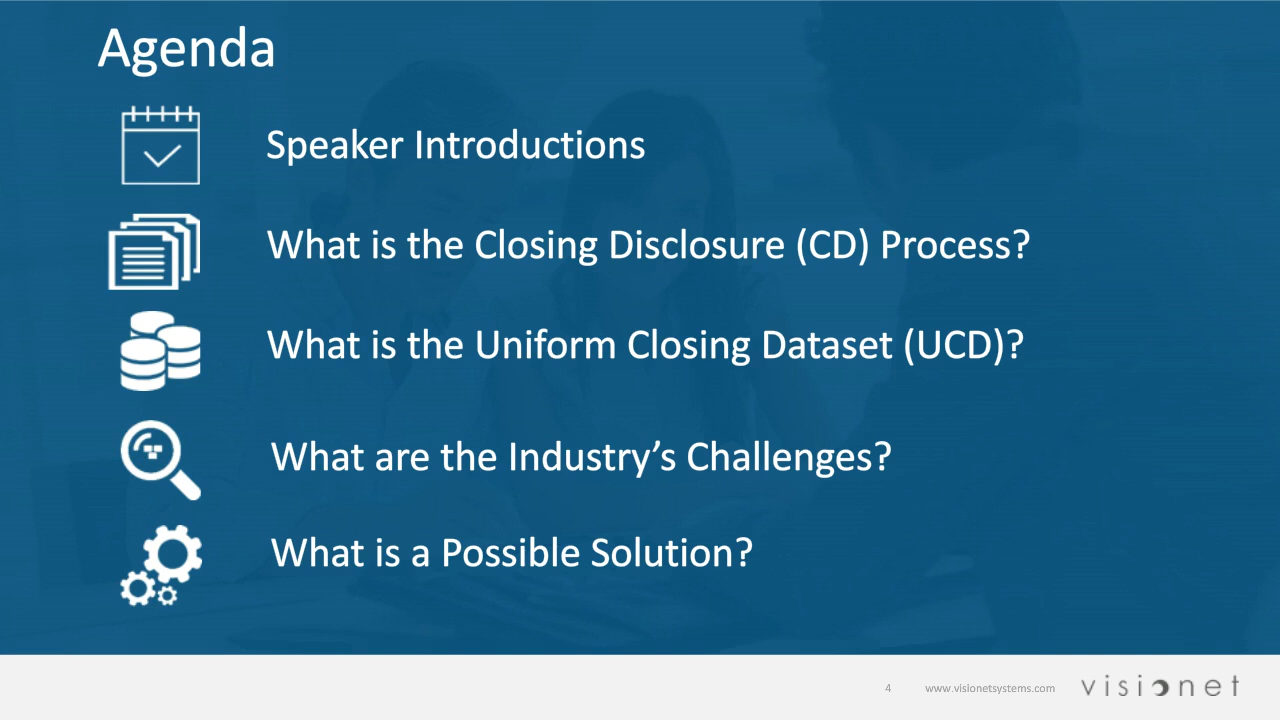 Agenda
Speaker Introductions
What is the Closing Disclosure (CD) Process?
What is the Uniform Closing Dataset (UCD)?
What are the Industry’s Challenges?
What is a Possible Solution?
4 www.visionetsystems.com visionet